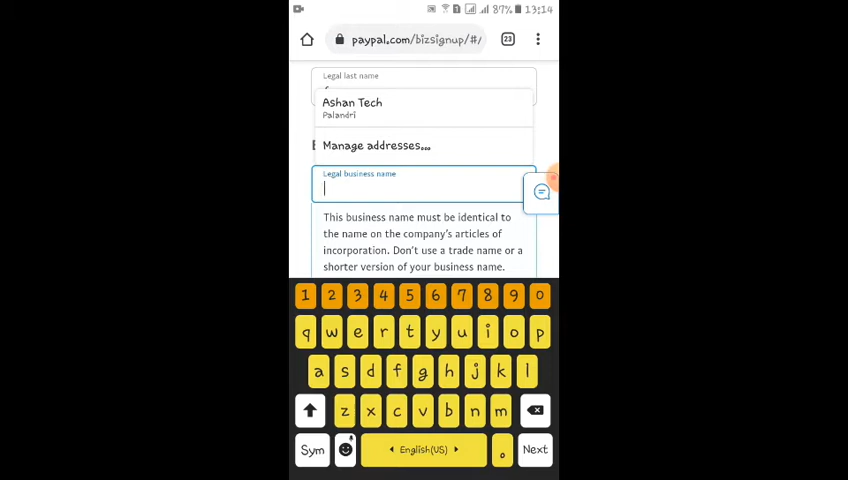 87% 13:14
paypal.com/bizsignup/#/
23
Legal last name
Ashan Tech
Palandri
Manage addresses...
Legal business name
This business name must be identical to
the name on the company's articles of
incorporation. Don't use a trade name or a
shorter version of your business name.
1 2 3 4 5 6 7 8 9 0
q w e r t y u i o p
a s d f g h j k l
z x c v b n m
Sym English(US) . Next